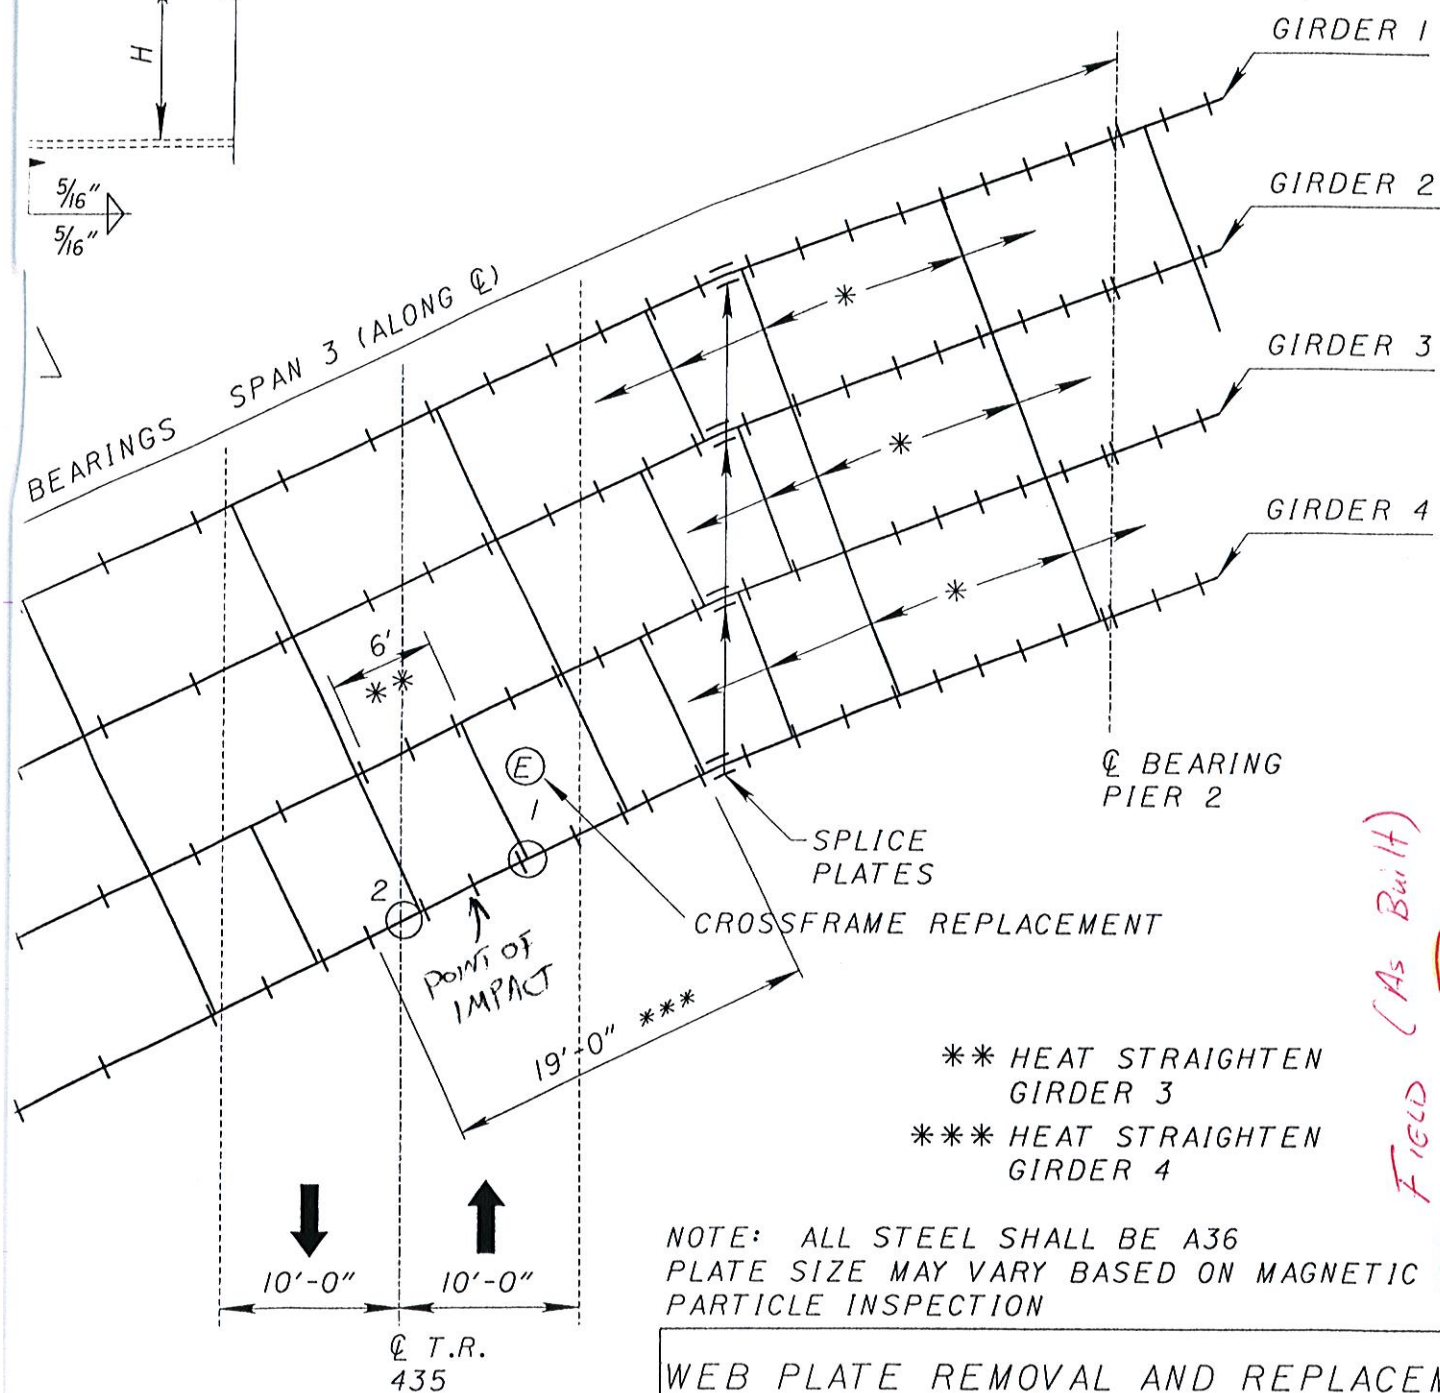 H
5/16"
5/16"
GIRDER 1
GIRDER 2
GIRDER 3
GIRDER 4
BEARINGS SPAN 3 (ALONG ℄)
*
*
*
6'
**
E
1
2
℄ BEARING
PIER 2
SPLICE
PLATES
CROSSFRAME REPLACEMENT
POINT OF
IMPACT
19'-0" ***
** HEAT STRAIGHTEN
GIRDER 3
*** HEAT STRAIGHTEN
GIRDER 4
FIELD (As Built)
10'-0"
10'-0"
℄ T.R.
435
NOTE: ALL STEEL SHALL BE A36
PLATE SIZE MAY VARY BASED ON MAGNETIC
PARTICLE INSPECTION
WEB PLATE REMOVAL AND REPLACEM